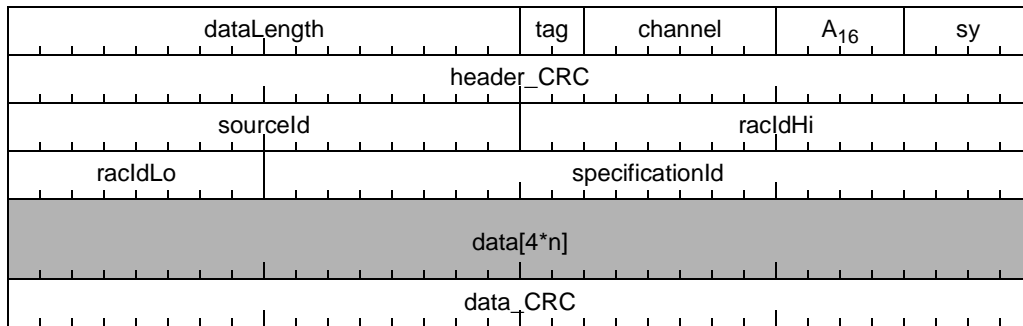 dataLength tag channel A16 sy
header_CRC
sourceId racIdHi
racIdLo specificationId
data[4*n]
data_CRC